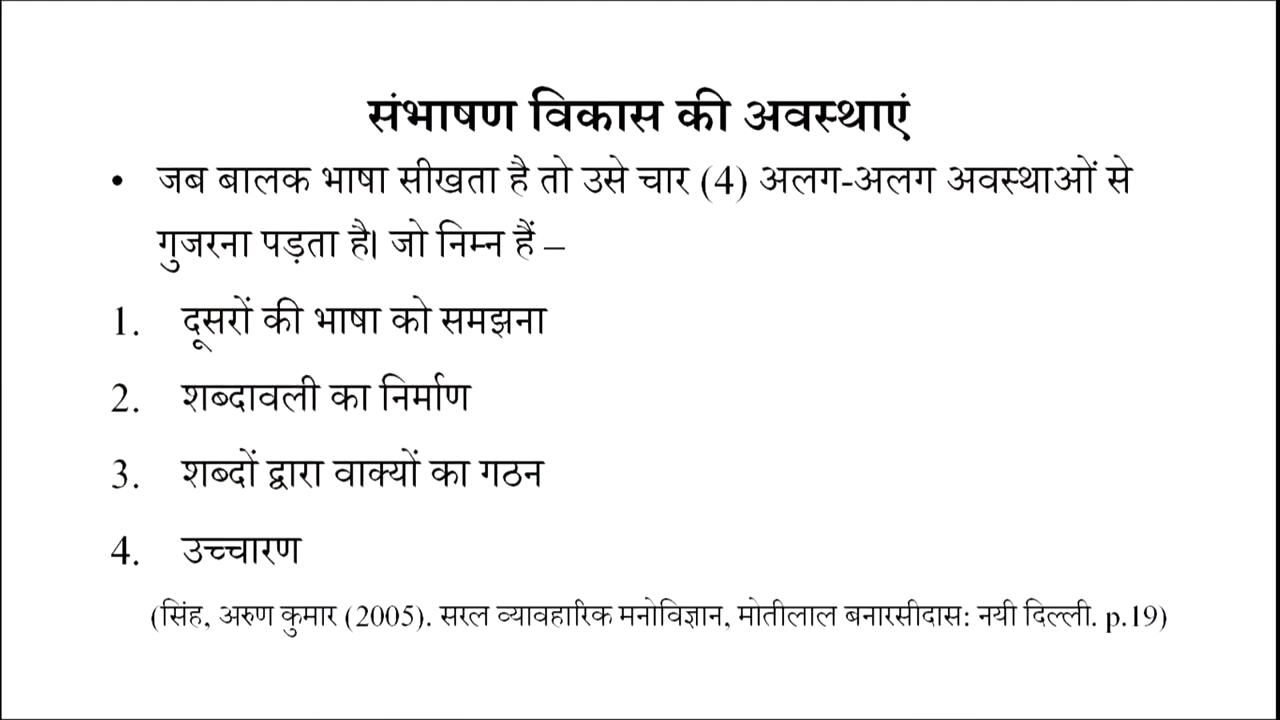 संभाषण विकास की अवस्थाएं
• जब बालक भाषा सीखता है तो उसे चार (4) अलग-अलग अवस्थाओं से
गुजरना पड़ता है। जो निम्न हैं –
1. दूसरों की भाषा को समझना
2. शब्दावली का निर्माण
3. शब्दों द्वारा वाक्यों का गठन
4. उच्चारण
(सिंह, अरुण कुमार (2005). सरल व्यावहारिक मनोविज्ञान, मोतीलाल बनारसीदास: नयी दिल्ली. p.19)